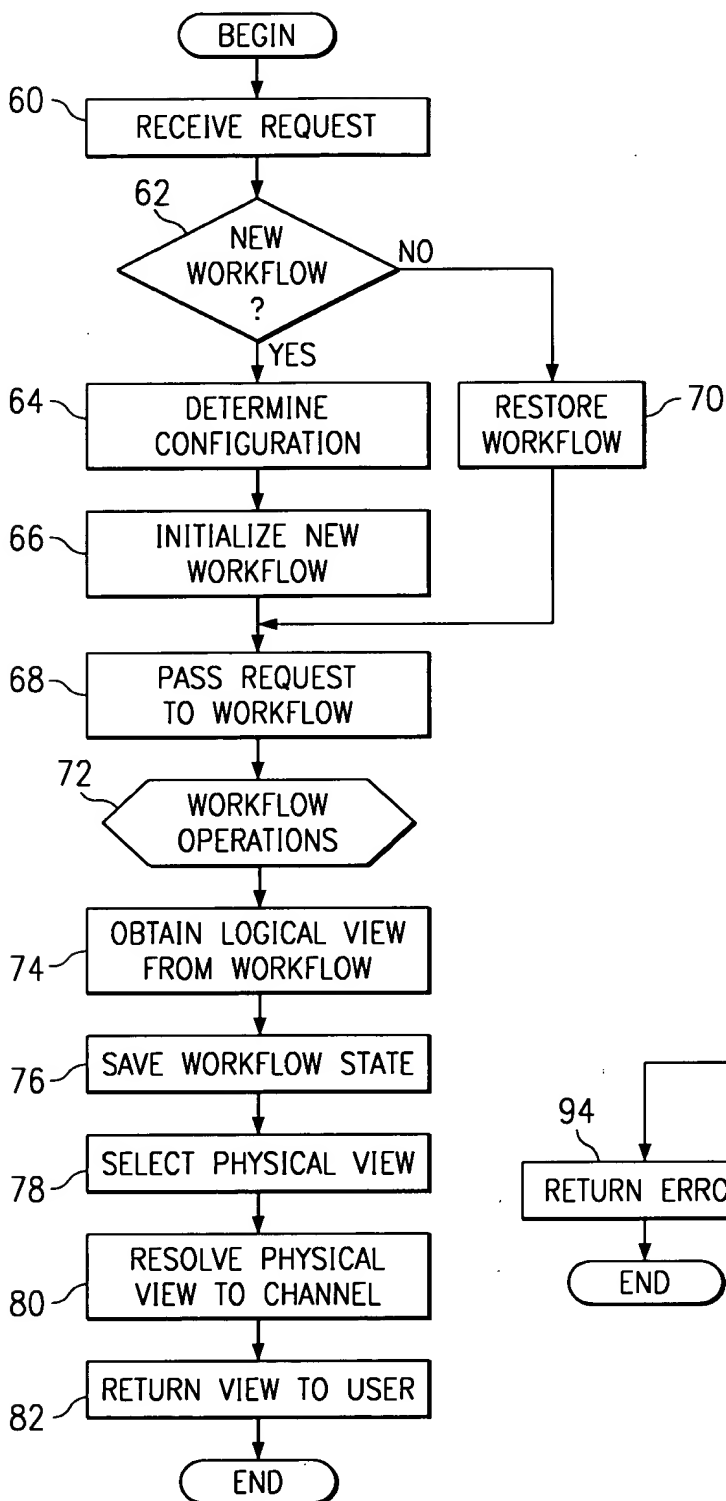 BEGIN
60
RECEIVE REQUEST
62
NEW
WORKFLOW
?
NO
YES
64
DETERMINE
CONFIGURATION
RESTORE
WORKFLOW
70
66
INITIALIZE NEW
WORKFLOW
68
PASS REQUEST
TO WORKFLOW
72
WORKFLOW
OPERATIONS
74
OBTAIN LOGICAL VIEW
FROM WORKFLOW
76
SAVE WORKFLOW STATE
78
SELECT PHYSICAL VIEW
80
RESOLVE PHYSICAL
VIEW TO CHANNEL
82
RETURN VIEW TO USER
END
94
RETURN ERRO
END